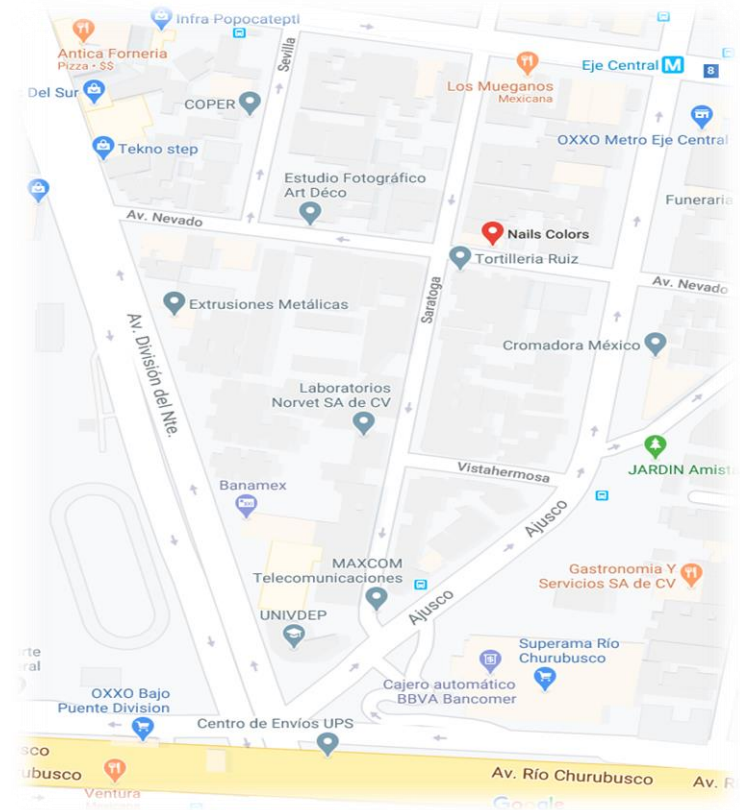 Infra Popocateptl
Antica Forneria
Pizza · $$
Sevilla
Eje Central M
8
Los Mueganos
Mexicana
Del Sur
COPER
OXXO Metro Eje Central
Tekno step
Estudio Fotográfico
Art Déco
Funeraria
Av. Nevado
Nails Colors
Tortilleria Ruiz
Av. Nevado
Saratoga
Extrusiones Metálicas
Av. División del Nte.
Cromadora México
Laboratorios
Norvet SA de CV
Vistahermosa
JARDIN Amist
Banamex
Ajusco
MAXCOM
Telecomunicaciones
Gastronomia Y
Servicios SA de CV
Ajusco
UNIVDEP
Superama Río
Churubusco
Cajero automático
BBVA Bancomer
OXXO Bajo
Puente Division
Centro de Envíos UPS
sco
ubusco
Av. Río Churubusco
Av. R
Ventura
Google